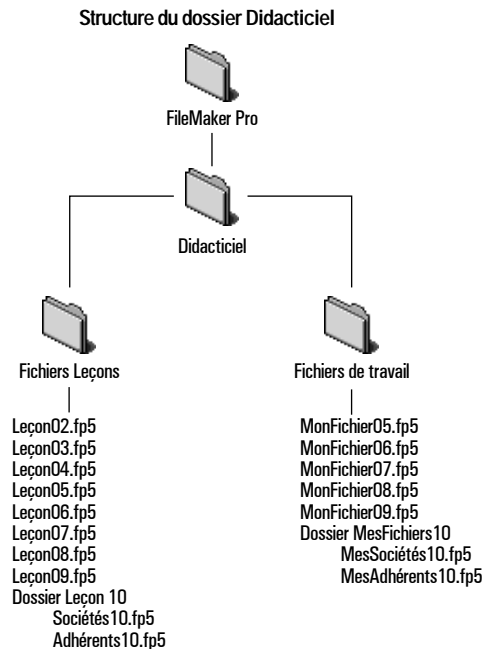 Structure du dossier Didacticiel
FileMaker Pro
Didacticiel
Fichiers Leçons
Leçon02.fp5
Leçon03.fp5
Leçon04.fp5
Leçon05.fp5
Leçon06.fp5
Leçon07.fp5
Leçon08.fp5
Leçon09.fp5
Dossier Leçon 10
Sociétés10.fp5
Adhérents10.fp5
Fichiers de travail
MonFichier05.fp5
MonFichier06.fp5
MonFichier07.fp5
MonFichier08.fp5
MonFichier09.fp5
Dossier MesFichiers10
MesSociétés10.fp5
MesAdhérents10.fp5